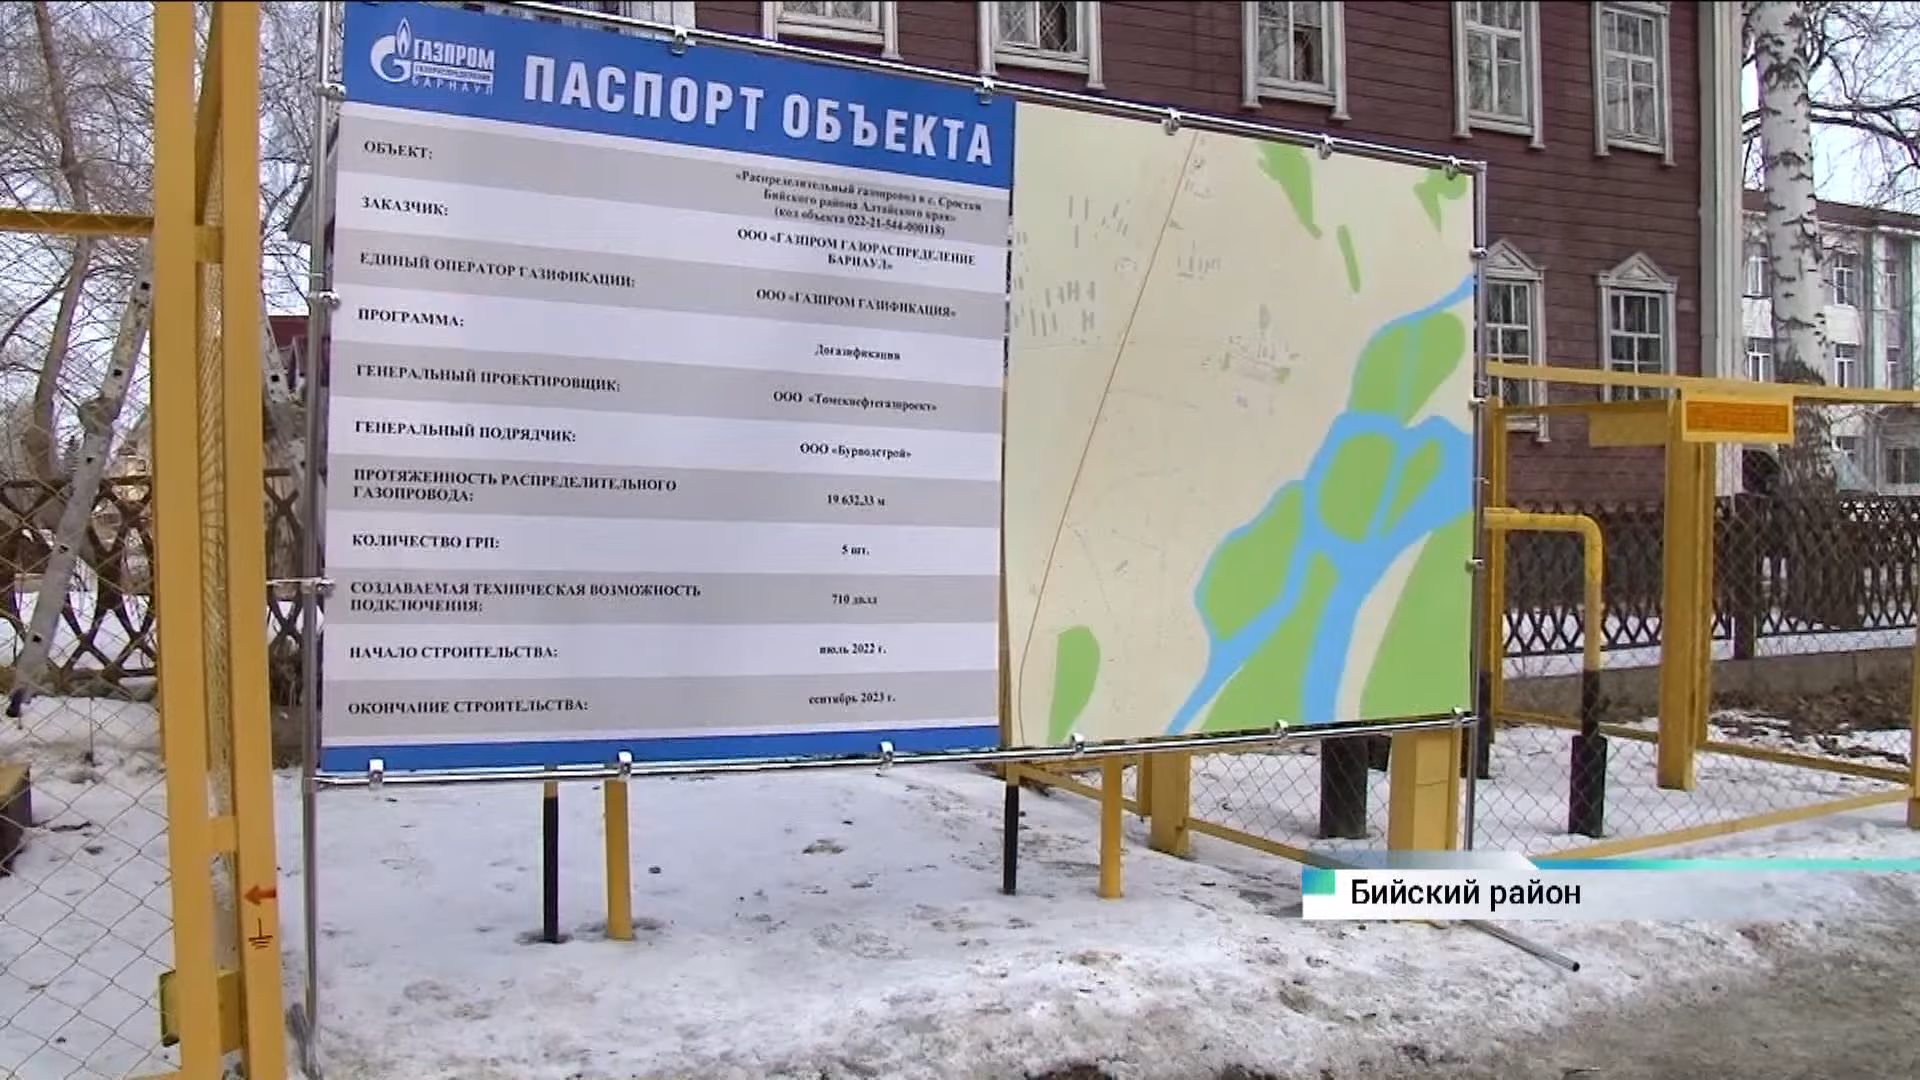 ГАЗПРОМ
ГАЗОРАСПРЕДЕЛЕНИЕ
БАРНАУЛ
ПАСПОРТ ОБЪЕКТА
ОБЪЕКТ:
«Распределительный газопровод в с. Сростки
Бийского района Алтайского края»
(код объекта 022-21-544-000118)
ЗАКАЗЧИК:
ООО «ГАЗПРОМ ГАЗОРАСПРЕДЕЛЕНИЕ
БАРНАУЛ»
ЕДИНЫЙ ОПЕРАТОР ГАЗИФИКАЦИИ:
ООО «ГАЗПРОМ ГАЗИФИКАЦИЯ»
ПРОГРАММА:
Догазификация
ГЕНЕРАЛЬНЫЙ ПРОЕКТИРОВЩИК:
ООО «Томскнефтегазпроект»
ГЕНЕРАЛЬНЫЙ ПОДРЯДЧИК:
ООО «Бурводстрой»
ПРОТЯЖЕННОСТЬ РАСПРЕДЕЛИТЕЛЬНОГО
ГАЗОПРОВОДА:
19 632,33 м
КОЛИЧЕСТВО ГРП:
5 шт.
СОЗДАВАЕМАЯ ТЕХНИЧЕСКАЯ ВОЗМОЖНОСТЬ
ПОДКЛЮЧЕНИЯ:
710 дв.лд
НАЧАЛО СТРОИТЕЛЬСТВА:
июль 2022 г.
ОКОНЧАНИЕ СТРОИТЕЛЬСТВА:
сентябрь 2023 г.
Бийский район